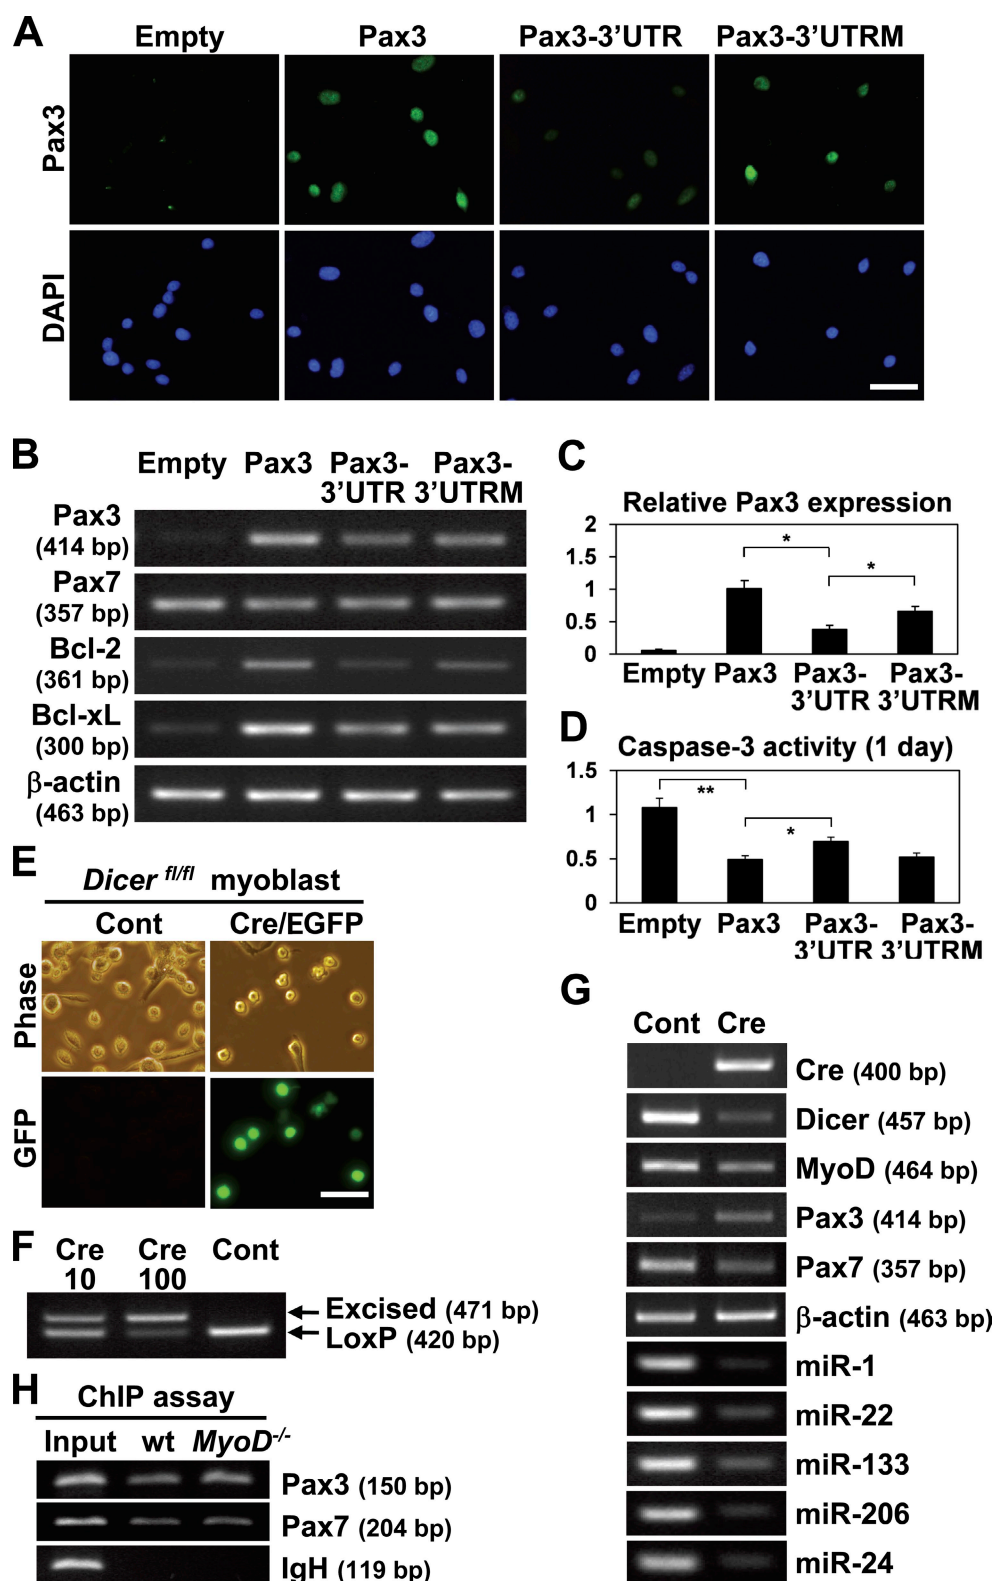 A
Empty Pax3 Pax3-3’UTR Pax3-3’UTRM
Pax3
DAPI
B
Empty Pax3 Pax3- Pax3-
3’UTR 3’UTRM
Pax3
(414 bp)
Pax7
(357 bp)
Bcl-2
(361 bp)
Bcl-xL
(300 bp)
β-actin
(463 bp)
C
Relative Pax3 expression
2
1.5
1
0.5
0
*
*
Empty Pax3 Pax3- Pax3-
3’UTR 3’UTRM
D
Caspase-3 activity (1 day)
1.5
1
0.5
0
**
*
Empty Pax3 Pax3- Pax3-
3’UTR 3’UTRM
E
Dicer fl/fl myoblast
Cont Cre/EGFP
Phase
GFP
F
Cre Cre Cont
10 100
Excised (471 bp)
LoxP (420 bp)
G
Cont Cre
Cre (400 bp)
Dicer (457 bp)
MyoD (464 bp)
Pax3 (414 bp)
Pax7 (357 bp)
β-actin (463 bp)
miR-1
miR-22
miR-133
miR-206
miR-24
H
ChIP assay
Input wt MyoD-/-
Pax3 (150 bp)
Pax7 (204 bp)
IgH (119 bp)